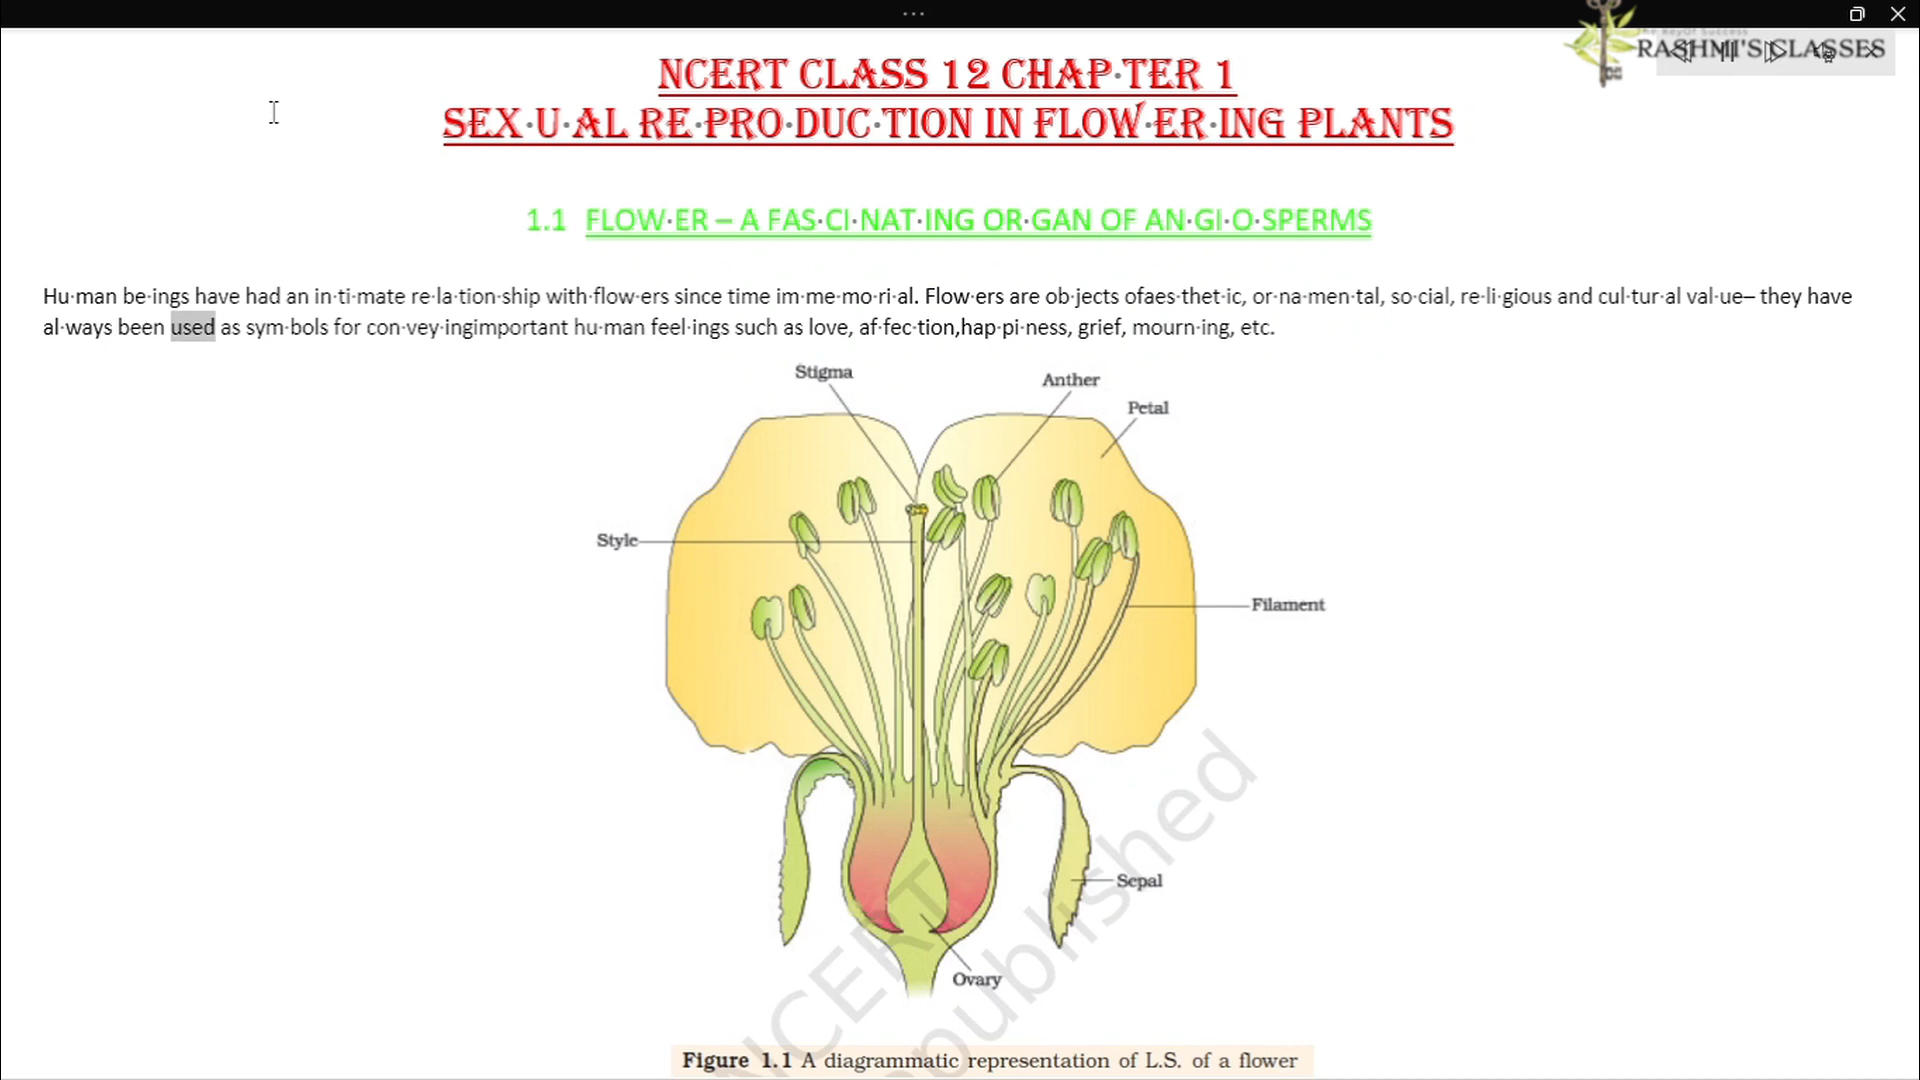 The KeyOf Success
RASHMI'S CLASSES
NCERT CLASS 12 CHAP·TER 1
SEX·U·AL RE·PRO·DUC·TION IN FLOW·ER·ING PLANTS
1.1 FLOW·ER – A FAS·CI·NAT·ING OR·GAN OF AN·GI·O·SPERMS
Hu·man be·ings have had an in·ti·mate re·la·tion·ship with·flow·ers since time im·me·mo·ri·al. Flow·ers are ob·jects ofaes·thet·ic, or·na·men·tal, so·cial, re·li·gious and cul·tur·al val·ue– they have
al·ways been used as sym·bols for con·vey·ingimportant hu·man feel·ings such as love, af·fec·tion,hap·pi·ness, grief, mourn·ing, etc.
Stigma
Anther
Petal
Style
Filament
Sepal
Ovary
NCERT
published
Figure 1.1 A diagrammatic representation of L.S. of a flower